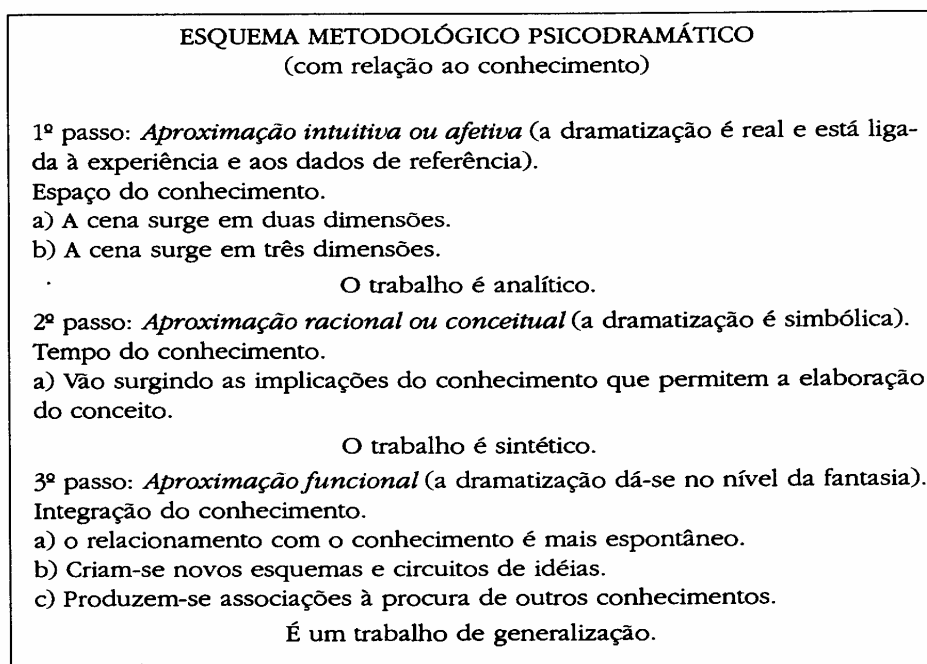 ESQUEMA METODOLÓGICO PSICODRAMÁTICO
(com relação ao conhecimento)
1º passo: Aproximação intuitiva ou afetiva (a dramatização é real e está liga-
da à experiência e aos dados de referência).
Espaço do conhecimento.
a) A cena surge em duas dimensões.
b) A cena surge em três dimensões.
O trabalho é analítico.
2º passo: Aproximação racional ou conceitual (a dramatização é simbólica).
Tempo do conhecimento.
a) Vão surgindo as implicações do conhecimento que permitem a elaboração
do conceito.
O trabalho é sintético.
3º passo: Aproximação funcional (a dramatização dá-se no nível da fantasia).
Integração do conhecimento.
a) o relacionamento com o conhecimento é mais espontâneo.
b) Criam-se novos esquemas e circuitos de idéias.
c) Produzem-se associações à procura de outros conhecimentos.
É um trabalho de generalização.